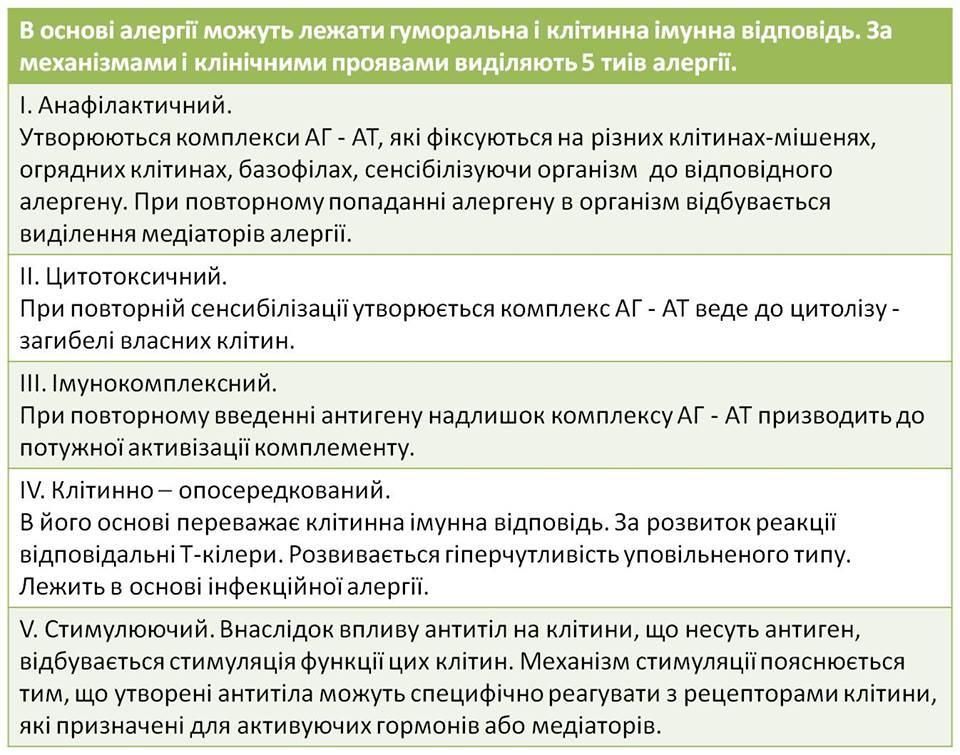 В основі алергії можуть лежати гуморальна і клітинна імунна відповідь. За
механізмами і клінічними проявами виділяють 5 тиів алергії.
І. Анафілактичний.
Утворюються комплекси АГ - АТ, які фіксуються на різних клітинах-мішенях,
огрядних клітинах, базофілах, сенсібілізуючи організм  до відповідного
алергену. При повторному попаданні алергену в організм відбувається
виділення медіаторів алергії.
ІІ. Цитотоксичний.
При повторній сенсибілізації утворюється комплекс АГ - АТ веде до цитолізу -
загибелі власних клітин.
ІІІ. Імунокомплексний.
При повторному введенні антигену надлишок комплексу АГ - АТ призводить до
потужної активізації комплементу.
IV. Клітинно – опосередкований.
В його основі переважає клітинна імунна відповідь. За розвиток реакції
відповідальні Т-кілери. Розвивається гіперчутливість уповільненого типу.
Лежить в основі інфекційної алергії.
V. Стимулюючий. Внаслідок впливу антитіл на клітини, що несуть антиген,
відбувається стимуляція функції цих клітин. Механізм стимуляції пояснюється
тим, що утворені антитіла можуть специфічно реагувати з рецепторами клітини,
які призначені для активуючих гормонів або медіаторів.